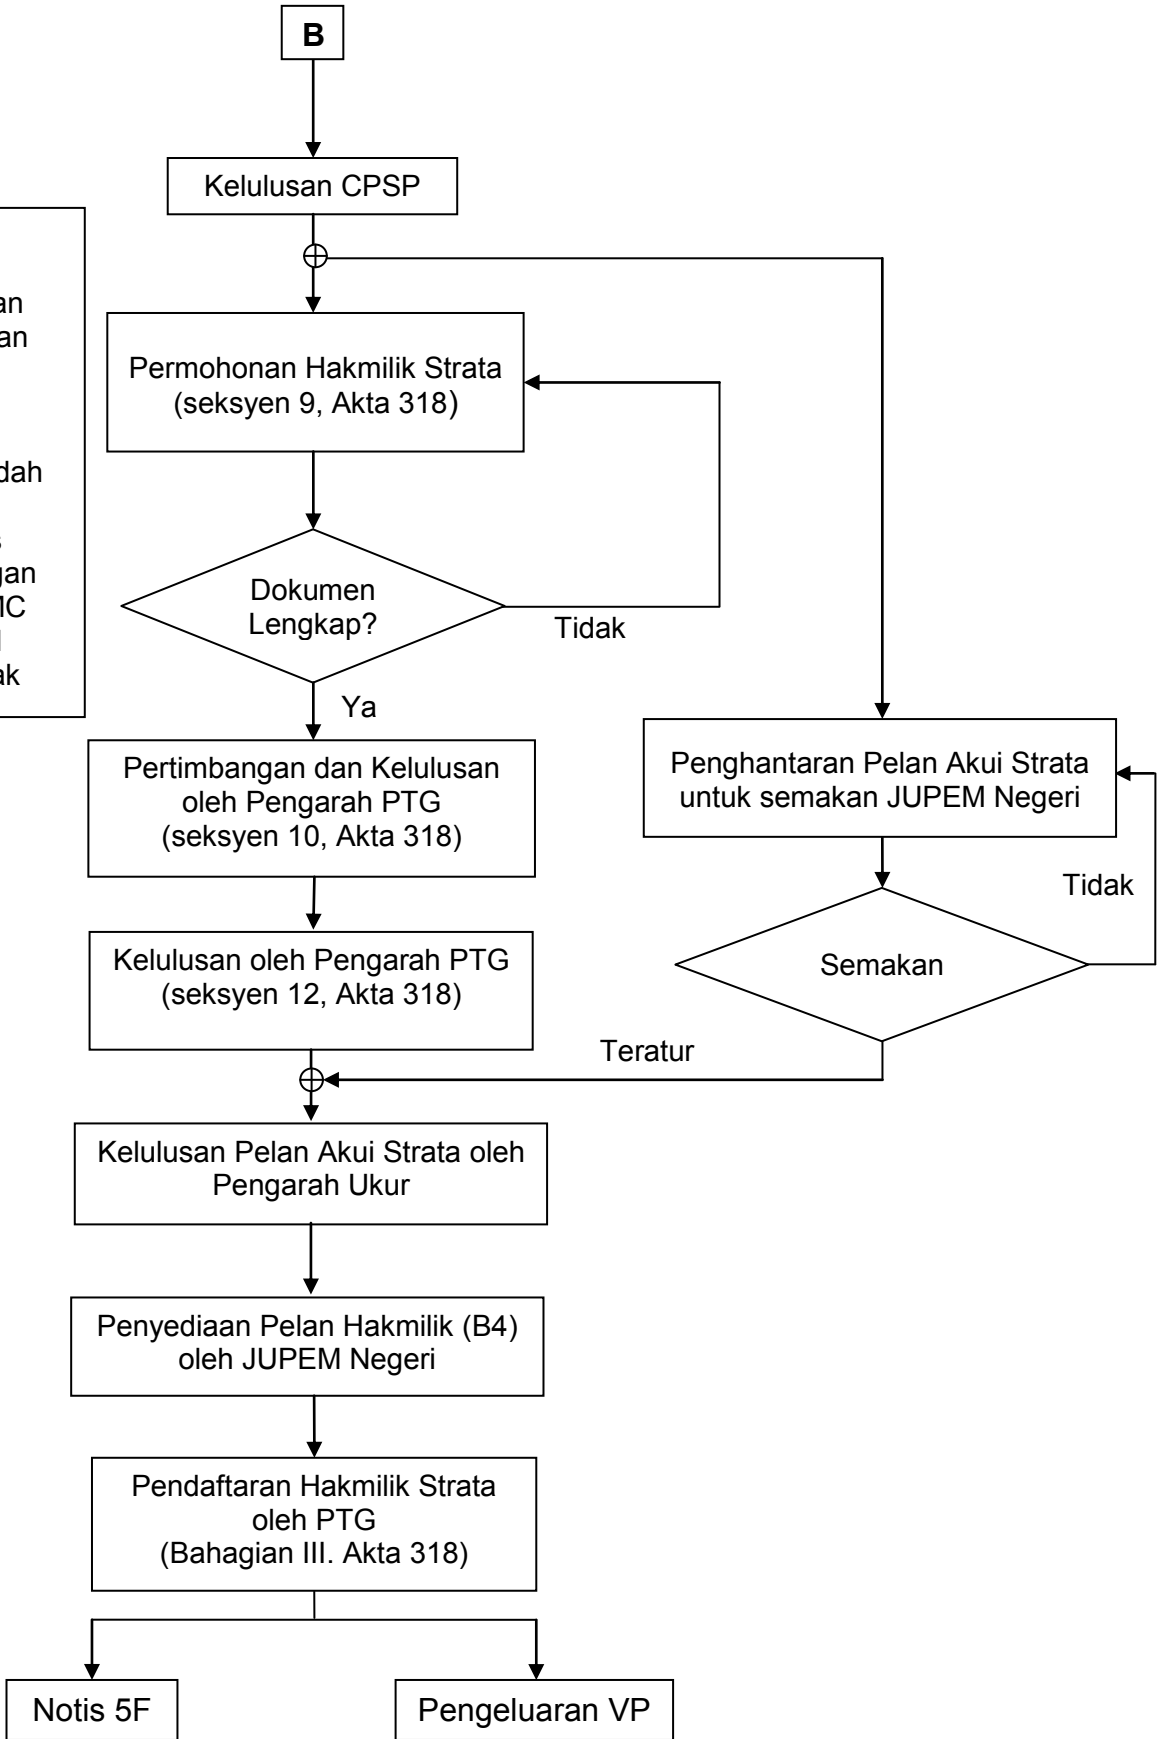 B
Kelulusan CPSP
Permohonan Hakmilik Strata
(seksyen 9, Akta 318)
Dokumen
Lengkap?
Tidak
Ya
Pertimbangan dan Kelulusan
oleh Pengarah PTG
(seksyen 10, Akta 318)
Penghantaran Pelan Akui Strata
untuk semakan JUPEM Negeri
Tidak
Kelulusan oleh Pengarah PTG
(seksyen 12, Akta 318)
Semakan
Teratur
Kelulusan Pelan Akui Strata oleh
Pengarah Ukur
Penyediaan Pelan Hakmilik (B4)
oleh JUPEM Negeri
Pendaftaran Hakmilik Strata
oleh PTG
(Bahagian III. Akta 318)
Notis 5F
Pengeluaran VP